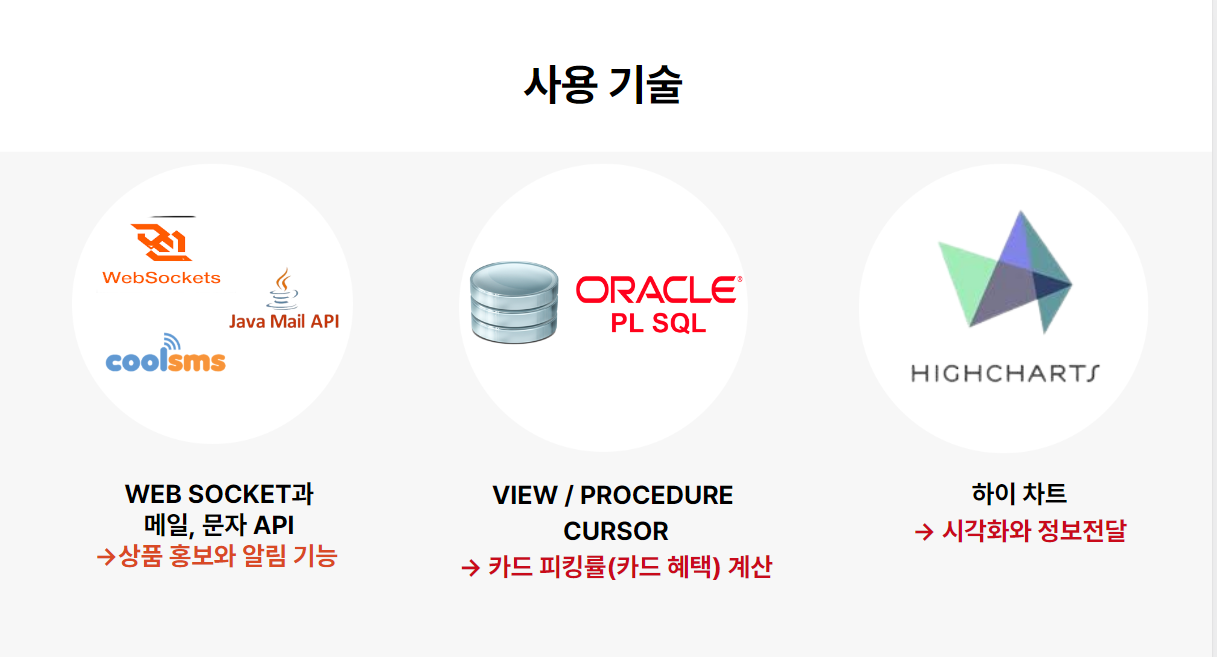 사용 기술
WebSockets
Java Mail API
coolsms
WEB SOCKET과
메일, 문자 API
→상품 홍보와 알림 기능
ORACLE®
PL SQL
VIEW / PROCEDURE
CURSOR
→ 카드 피킹률(카드 혜택) 계산
HIGHCHARTS
하이 차트
→ 시각화와 정보전달